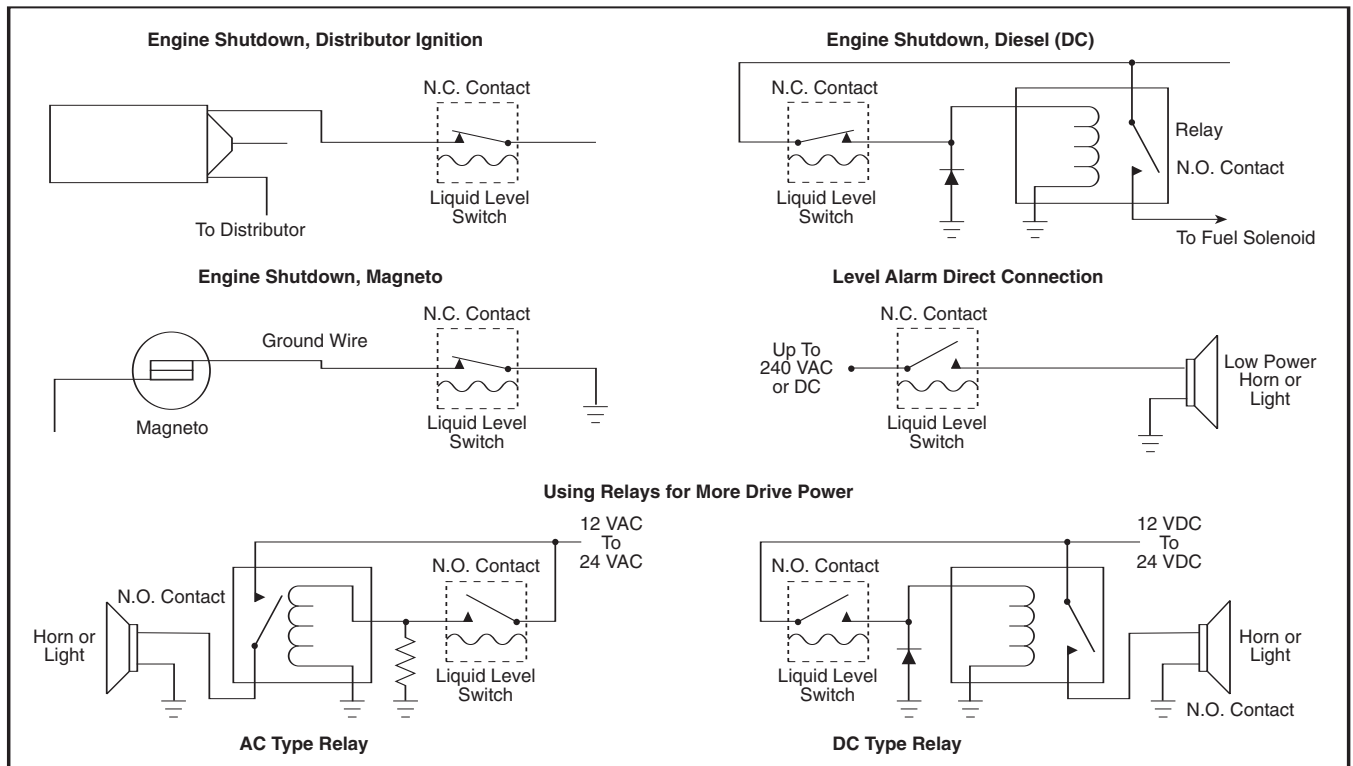 Engine Shutdown, Distributor Ignition
N.C. Contact
Liquid Level
Switch
To Distributor
Engine Shutdown, Diesel (DC)
N.C. Contact
Liquid Level
Switch
Relay
N.O. Contact
To Fuel Solenoid
Engine Shutdown, Magneto
N.C. Contact
Ground Wire
Magneto
Liquid Level
Switch
Level Alarm Direct Connection
N.C. Contact
Up To
240 VAC
or DC
Liquid Level
Switch
Low Power
Horn or
Light
Using Relays for More Drive Power
12 VAC
To
24 VAC
N.O. Contact
N.O. Contact
Horn or
Light
Liquid Level
Switch
AC Type Relay
12 VDC
To
24 VDC
N.O. Contact
Liquid Level
Switch
Horn or
Light
N.O. Contact
DC Type Relay